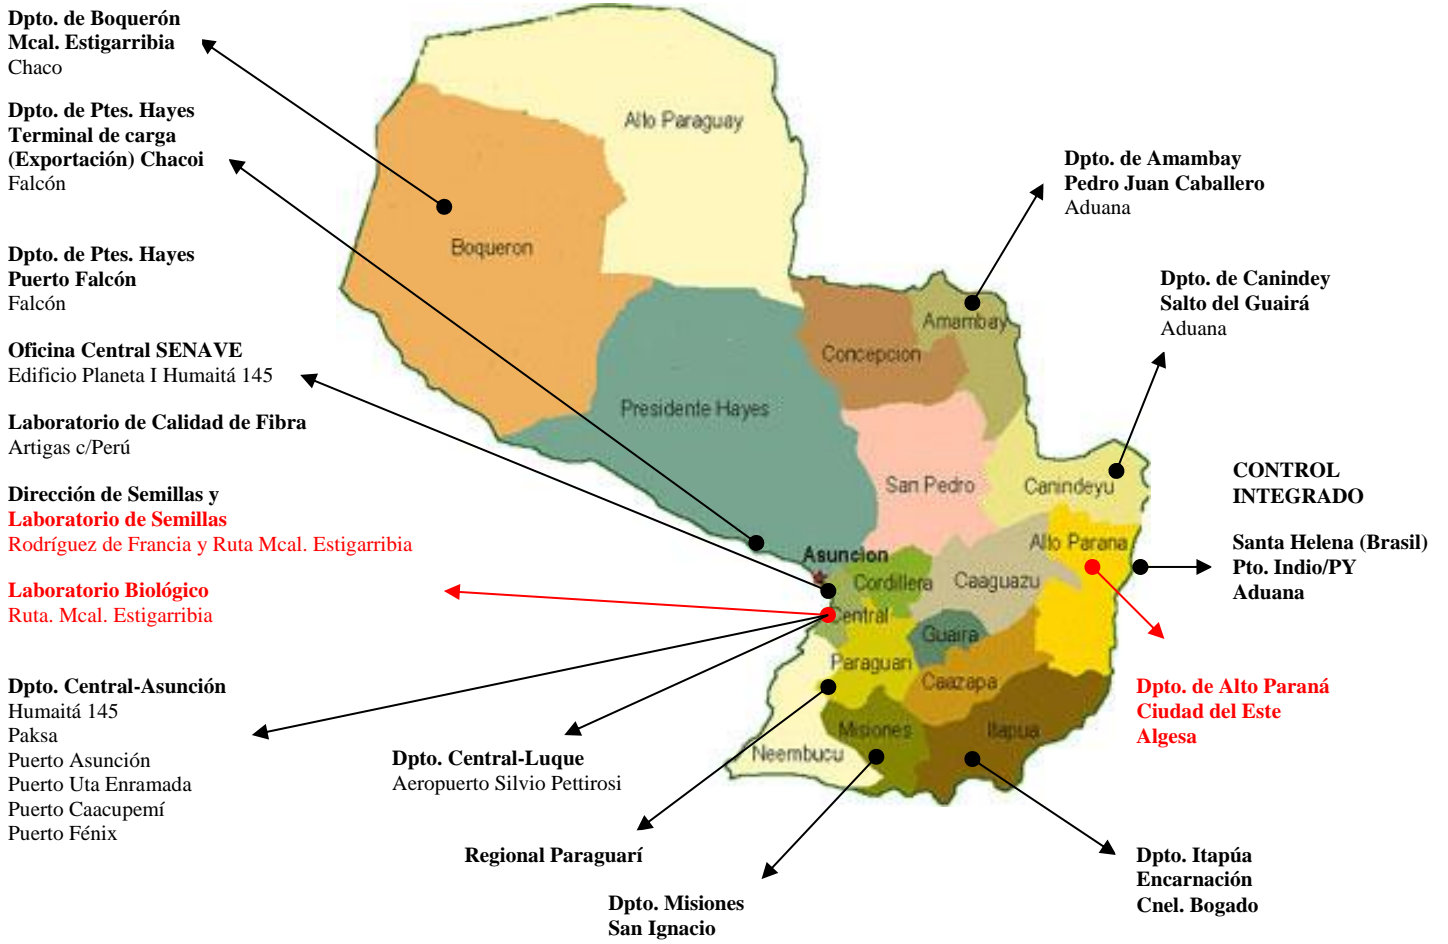 Dpto. de Boquerón
Mcal. Estigarribia
Chaco
Dpto. de Ptes. Hayes
Terminal de carga
(Exportación) Chacoi
Falcón
Dpto. de Ptes. Hayes
Puerto Falcón
Falcón
Oficina Central SENAVE
Edificio Planeta I Humaitá 145
Laboratorio de Calidad de Fibra
Artigas c/Perú
Dirección de Semillas y
Laboratorio de Semillas
Rodríguez de Francia y Ruta Mcal. Estigarribia
Laboratorio Biológico
Ruta. Mcal. Estigarribia
Dpto. Central-Asunción
Humaitá 145
Paksa
Puerto Asunción
Puerto Uta Enramada
Puerto Caacupemí
Puerto Fénix
Dpto. Central-Luque
Aeropuerto Silvio Pettirosi
Regional Paraguarí
Dpto. Misiones
San Ignacio
Dpto. Itapúa
Encarnación
Cnel. Bogado
Dpto. de Alto Paraná
Ciudad del Este
Algesa
CONTROL
INTEGRADO
Santa Helena (Brasil)
Pto. Indio/PY
Aduana
Dpto. de Canindey
Salto del Guairá
Aduana
Dpto. de Amambay
Pedro Juan Caballero
Aduana
Alto Paraguay
Boqueron
Amambay
Concepcion
Presidente Hayes
San Pedro
Canindeyu
Alto Parana
Asuncion
Cordillera
Caaguazu
Central
Guaira
Paraguari
Caazapa
Misiones
Itapua
Neembucu